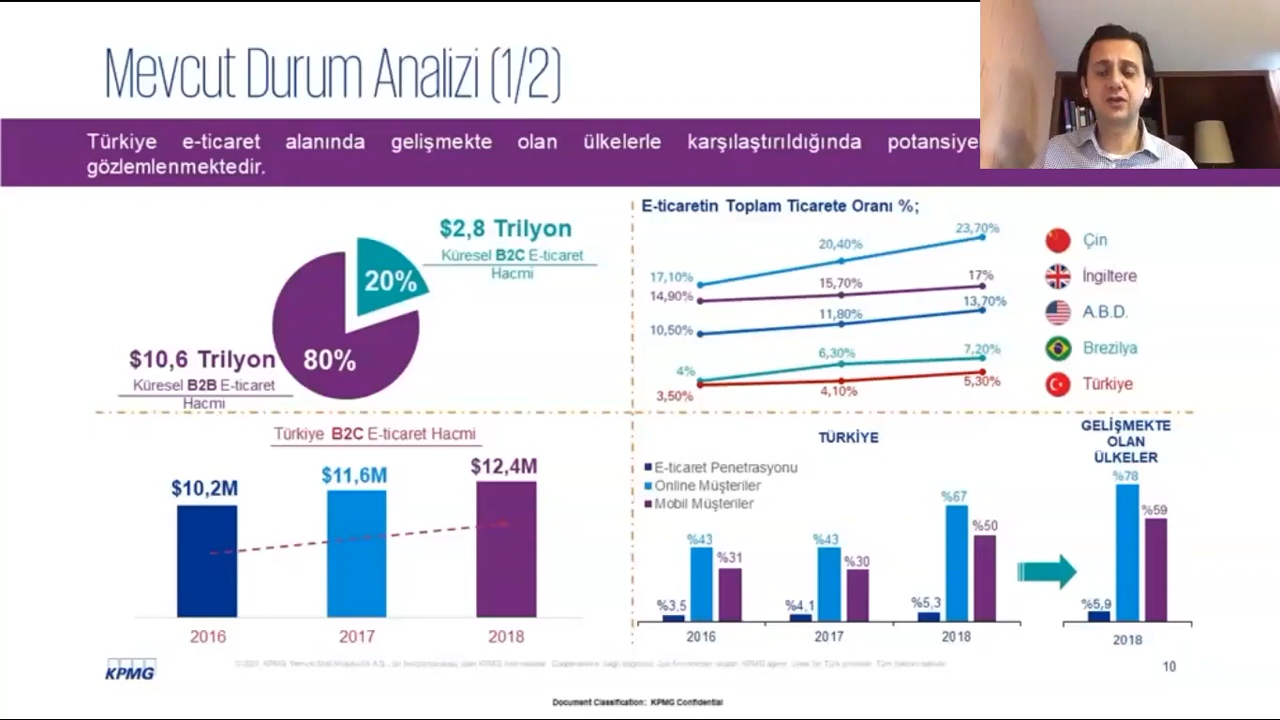 Mevcut Durum Analizi (1/2)
Türkiye e-ticaret alanında gelişmekte olan ülkelerle karşılaştırıldığında
gözlemlenmektedir.
$2,8 Trilyon
Küresel B2C E-ticaret
Hacmi
20%
80%
$10,6 Trilyon
Küresel B2B E-ticaret
Hacmi
E-ticaretin Toplam Ticarete Oranı %;
17,10%
20,40%
23,70%
14,90%
15,70%
17%
10,50%
11,80%
13,70%
4%
6,30%
7,20%
3,50%
4,10%
5,30%
Çin
İngiltere
A.B.D.
Brezilya
Türkiye
Türkiye B2C E-ticaret Hacmi
$10,2M
$11,6M
$12,4M
2016
2017
2018
TÜRKİYE
E-ticaret Penetrasyonu
Online Müşteriler
Mobil Müşteriler
%3,5
%43
%31
%4,1
%43
%30
%5,3
%67
%50
2016
2017
2018
GELİŞMEKTE
OLAN
ÜLKELER
%5,9
%78
%59
2018
KPMG
10
Document Classification: KPMG Confidential